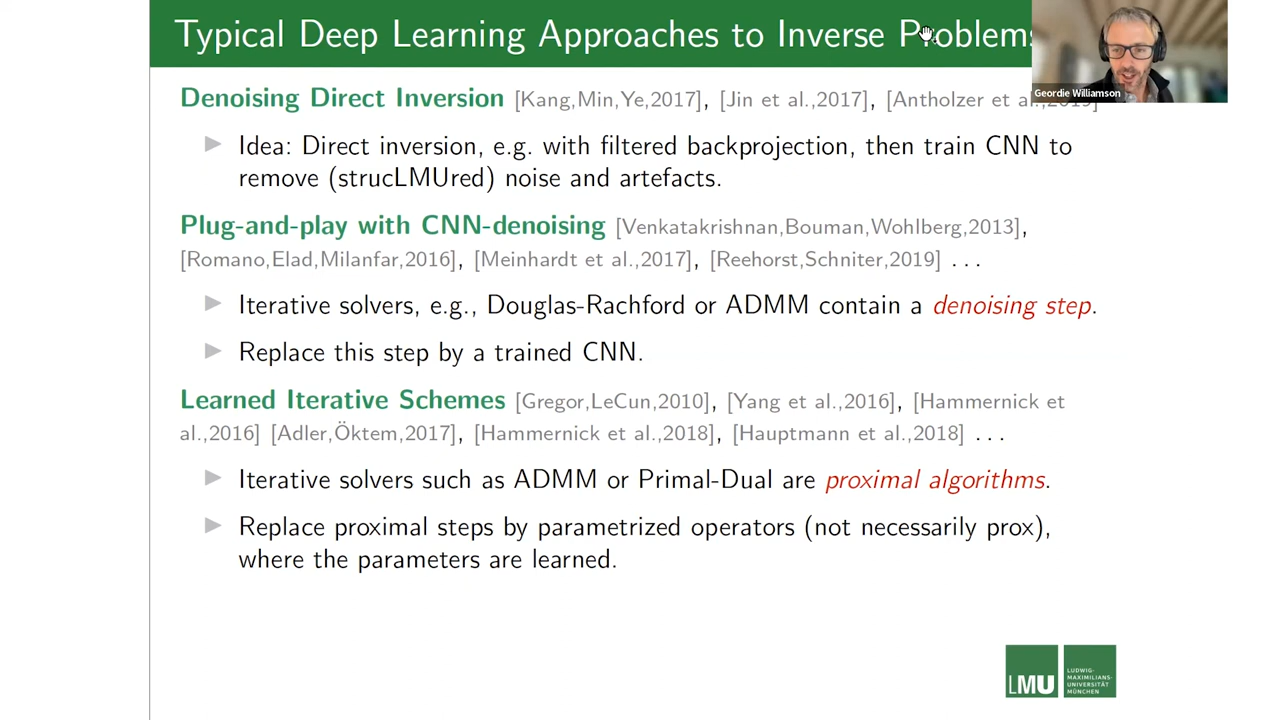 Typical Deep Learning Approaches to Inverse Problems
Geordie Williamson
Denoising Direct Inversion [Kang,Min,Ye,2017], [Jin et al.,2017], [Antholzer et al.,2019]
Idea: Direct inversion, e.g. with filtered backprojection, then train CNN to
remove (strucLMUred) noise and artefacts.
Plug-and-play with CNN-denoising [Venkatakrishnan,Bouman,Wohlberg,2013],
[Romano,Elad,Milanfar,2016], [Meinhardt et al.,2017], [Reehorst,Schniter,2019] ...
Iterative solvers, e.g., Douglas-Rachford or ADMM contain a denoising step.
Replace this step by a trained CNN.
Learned Iterative Schemes [Gregor,LeCun,2010], [Yang et al.,2016], [Hammernick et
al.,2016] [Adler,Öktem,2017], [Hammernick et al.,2018], [Hauptmann et al.,2018] ...
Iterative solvers such as ADMM or Primal-Dual are proximal algorithms.
Replace proximal steps by parametrized operators (not necessarily prox),
where the parameters are learned.
LMU
LUDWIG-
MAXIMILIANS-
UNIVERSITÄT
MÜNCHEN